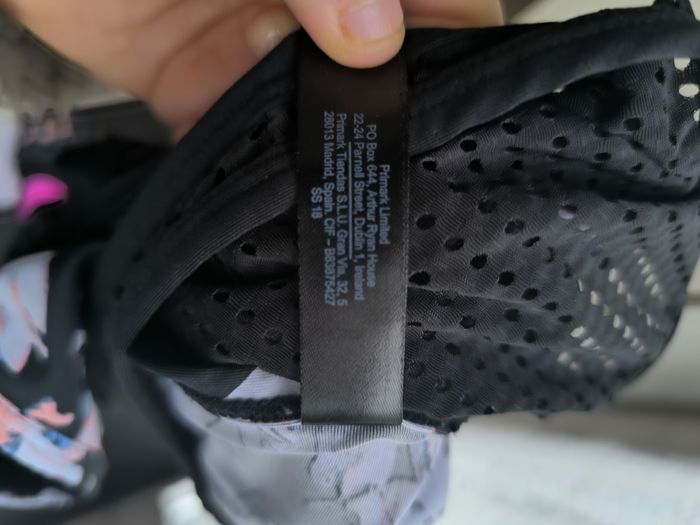 Primark Limited
PO Box 644, Arthur Ryan House
22-24 Parnell Street, Dublin 1, Ireland
Primark Tiendas S.L.U. Gran Via, 32, 5
28013 Madrid, Spain. CIF – B83875427
SS 18